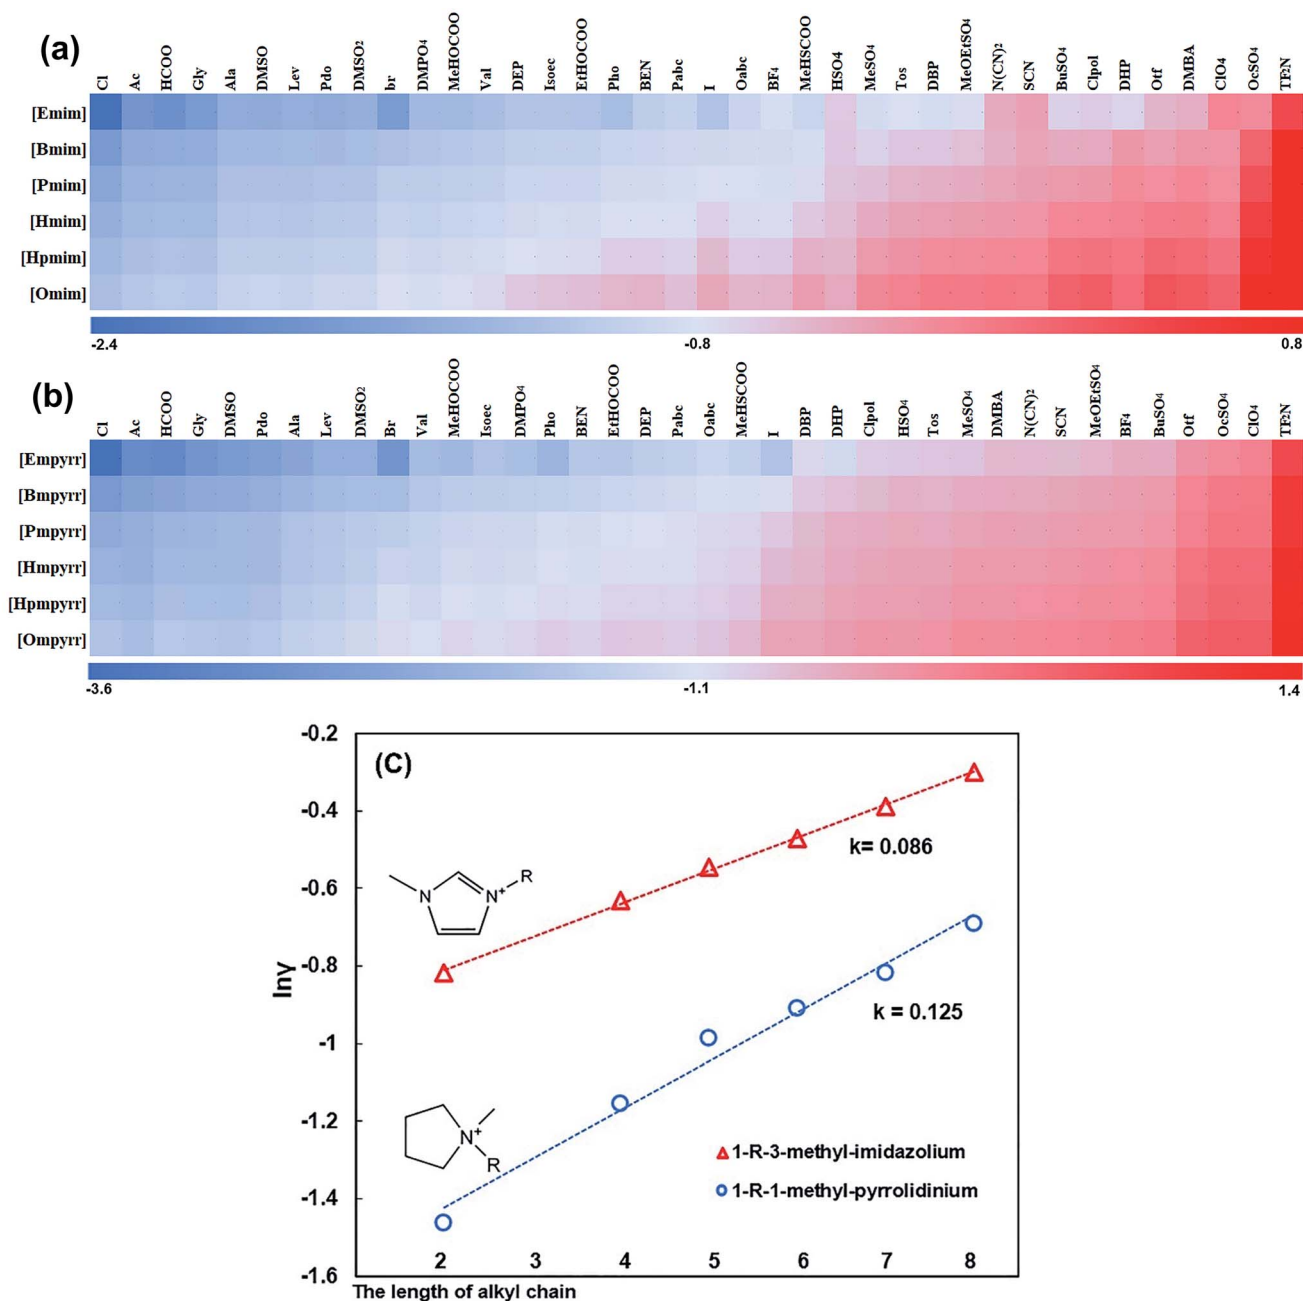 (a)
Cl Ac HCOO Gly Ala DMSO Lev Pdo DMSO2 br DMPO4 MeHOCOO Val DEP Isoec EtHOCOO Pho BEN Pabc I Oabc BF4 MeHSCOO HSO4 MeSO4 Tos DBP MeOEtSO4 N(CN)2 SCN BuSO4 Clpol DHP Otf DMBA ClO4 OcSO4 TF2N
[Emim]
[Bmim]
[Pmim]
[Hmim]
[Hpmim]
[Omim]
-2.4 -0.8 0.8
(b)
Cl Ac HCOO Gly DMSO Pdo Ala Lev DMSO2 Br Val MeHOCOO Isoec DMPO4 Pho BEN EtHOCOO DEP Pabc Oabc MeHSCOO I DBP DHP Clpol HSO4 Tos MeSO4 DMBA N(CN)2 SCN MeOEtSO4 BF4 BuSO4 Otf OcSO4 ClO4 TF2N
[Empyrr]
[Bmpyrr]
[Pmpyrr]
[Hmpyrr]
[Hpmpyrr]
[Ompyrr]
-3.6 -1.1 1.4
(C)
-0.2
-0.4
-0.6
-0.8
-1
-1.2
-1.4
-1.6
lnγ
k= 0.086
k = 0.125
N N+ R
N+
R
1-R-3-methyl-imidazolium
1-R-1-methyl-pyrrolidinium
2 3 4 5 6 7 8
The length of alkyl chain